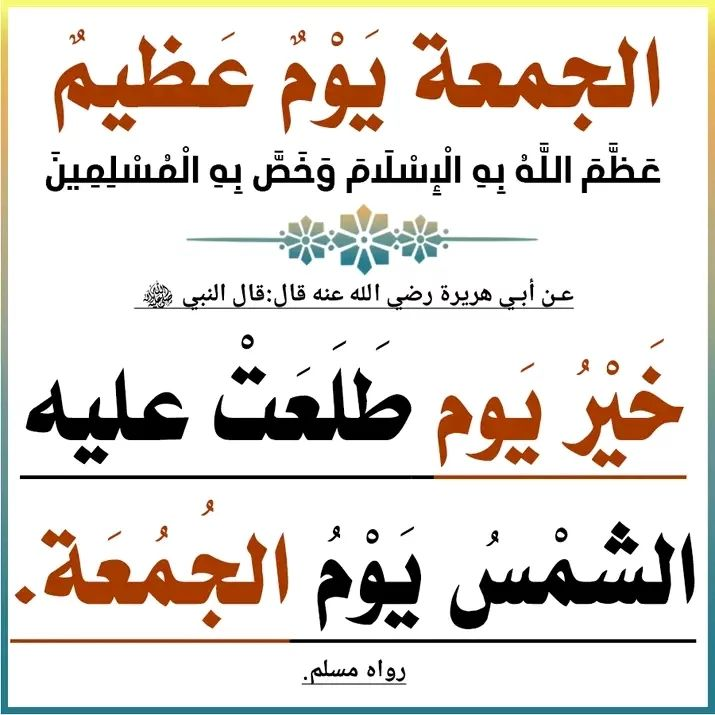 الجمعة يَوْمٌ عَظيمٌ
عَظَّمَ اللَّهُ بِهِ الْإِسْلَامَ وَخَصَّ بِهِ الْمُسْلِمِينَ
عن أبي هريرة رضي الله عنه قال:قال النبي ﷺ
خَيْرُ يَوم طَلَعَتْ عليه
الشمْسُ يَوْمُ الجُمُعَة.
رواه مسلم.